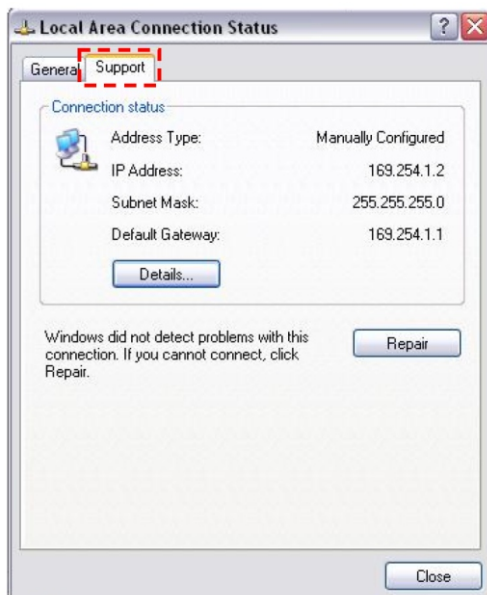 Local Area Connection Status
General
Support
Connection status
Address Type: Manually Configured
IP Address: 169.254.1.2
Subnet Mask: 255.255.255.0
Default Gateway: 169.254.1.1
Details...
Windows did not detect problems with this
connection. If you cannot connect, click
Repair.
Repair
Close